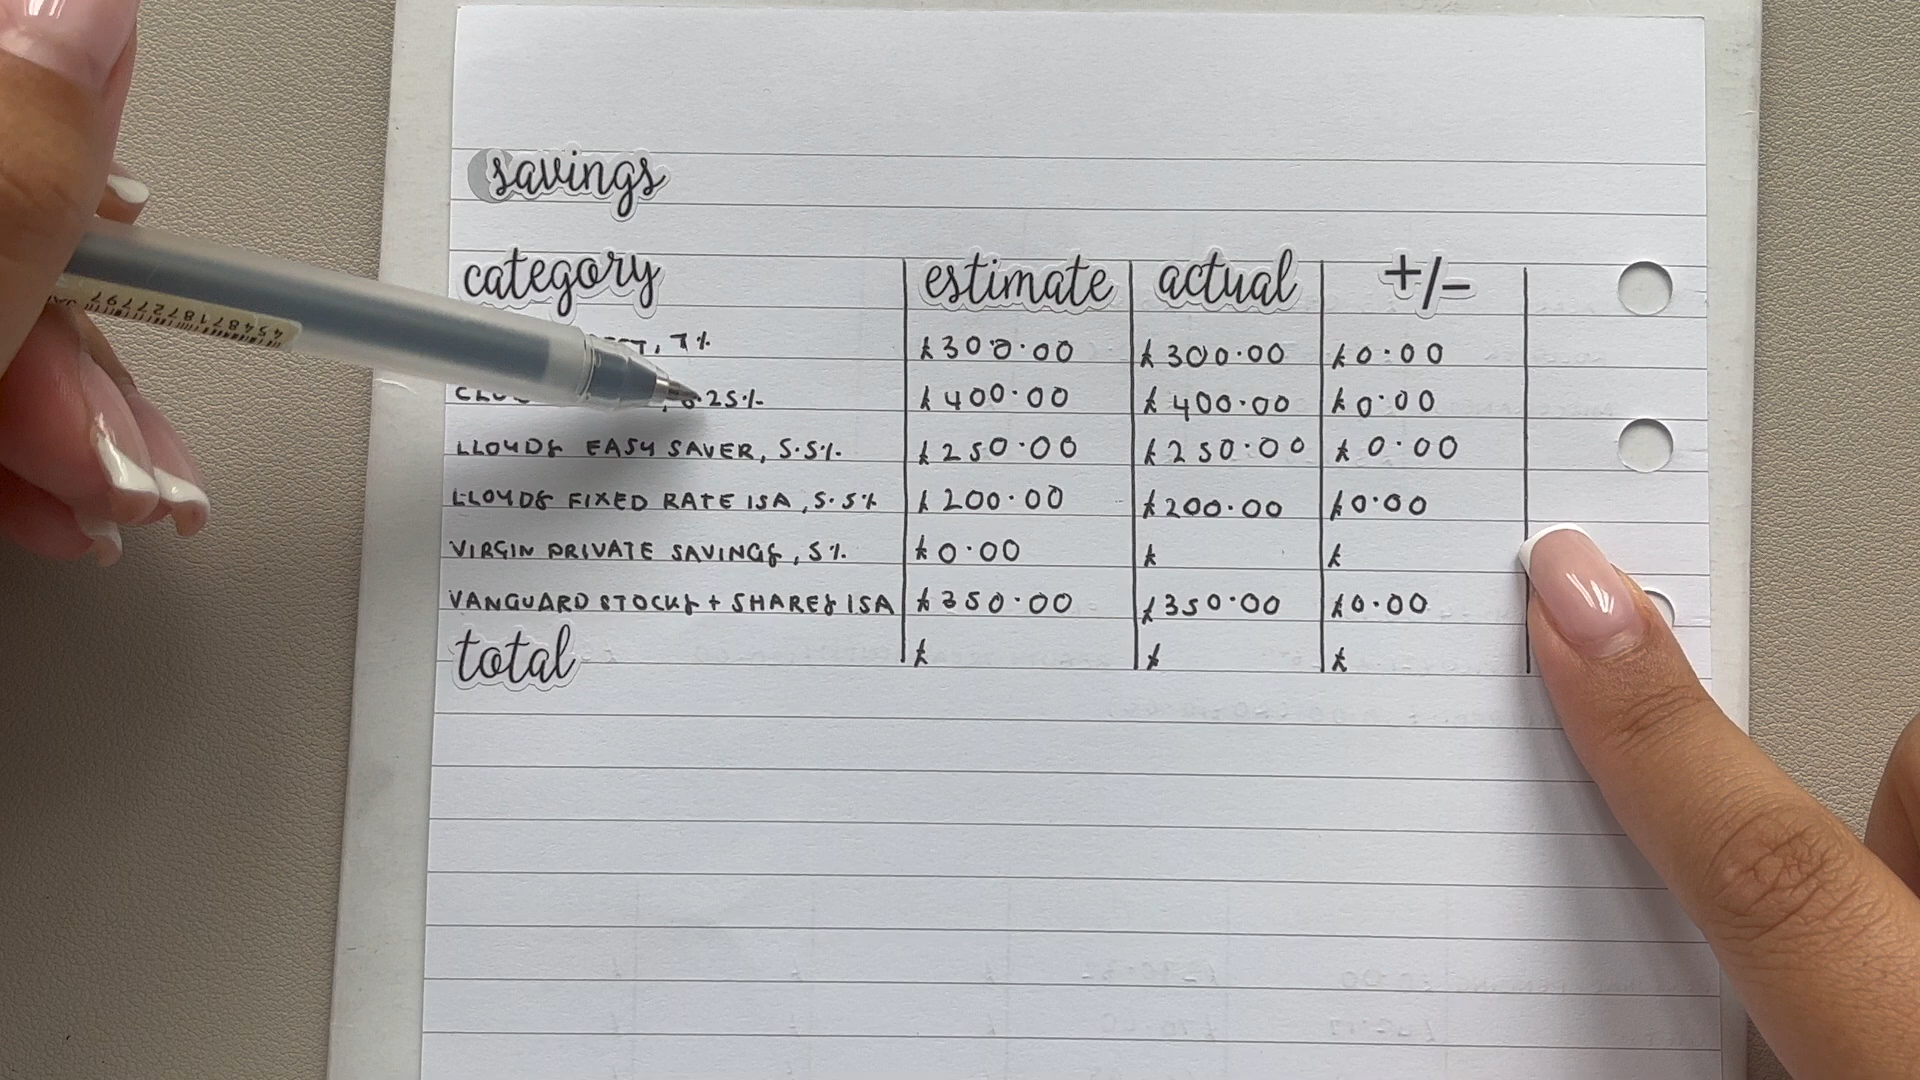 savings
category estimate actual +/-
7% £300.00 £300.00 £0.00
£400.00 £400.00 £0.00
LLOYDS EASY SAVER, 5.5% £250.00 £250.00 £0.00
LLOYDS FIXED RATE ISA, 5.5% £200.00 £200.00 £0.00
VIRGIN PRIVATE SAVINGS, 5% £0.00 £ £
VANGUARD STOCKS + SHARES ISA £350.00 £350.00 £0.00
total £ £ £